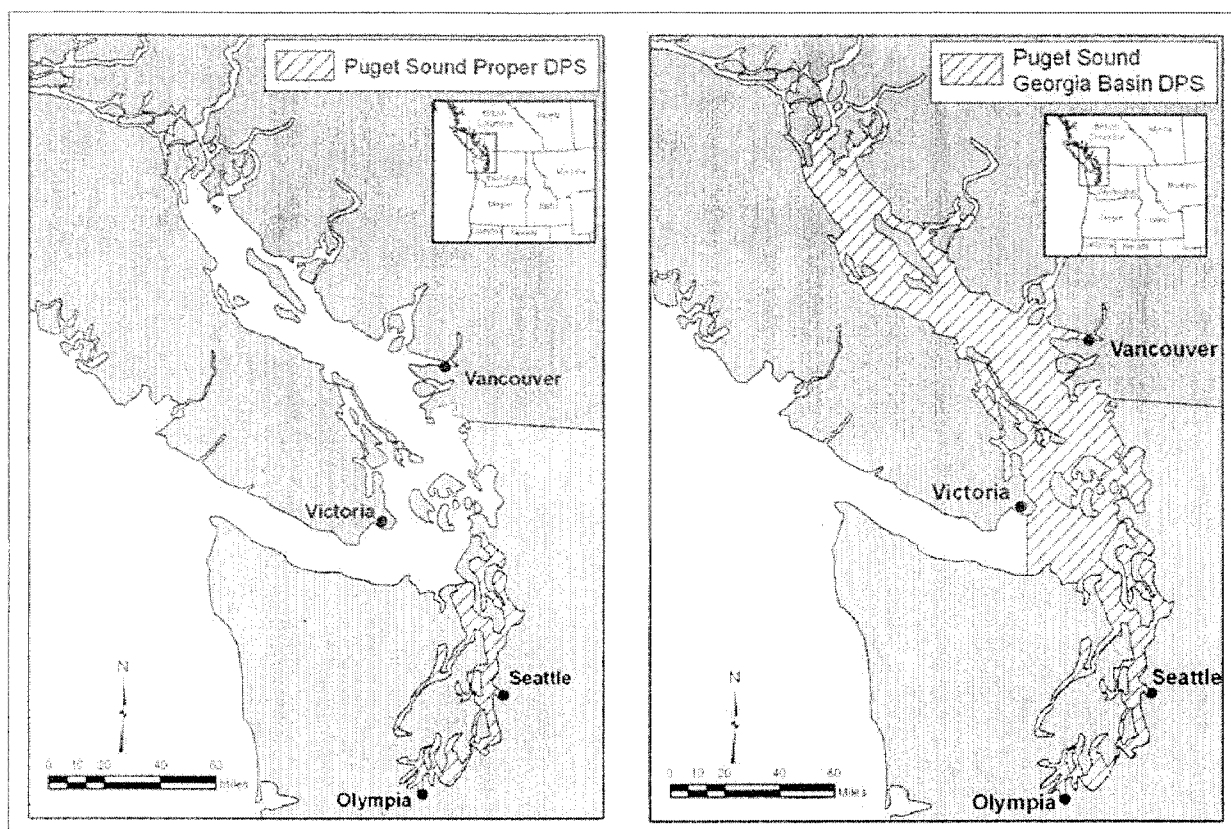 Puget Sound Proper DPS
Vancouver
Victoria
Seattle
Olympia
N
0 10 20 40 60
Miles
Puget Sound
Georgia Basin DPS
Vancouver
Victoria
Seattle
Olympia
N
0 10 20 40 60
Miles